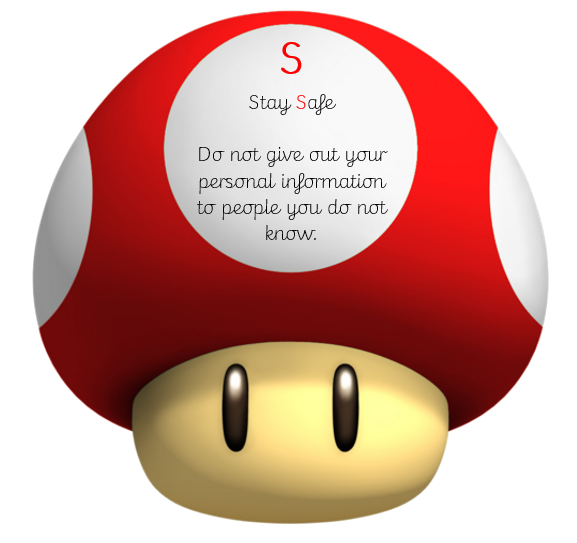 S
Stay Safe
Do not give out your
personal information
to people you do not
know.